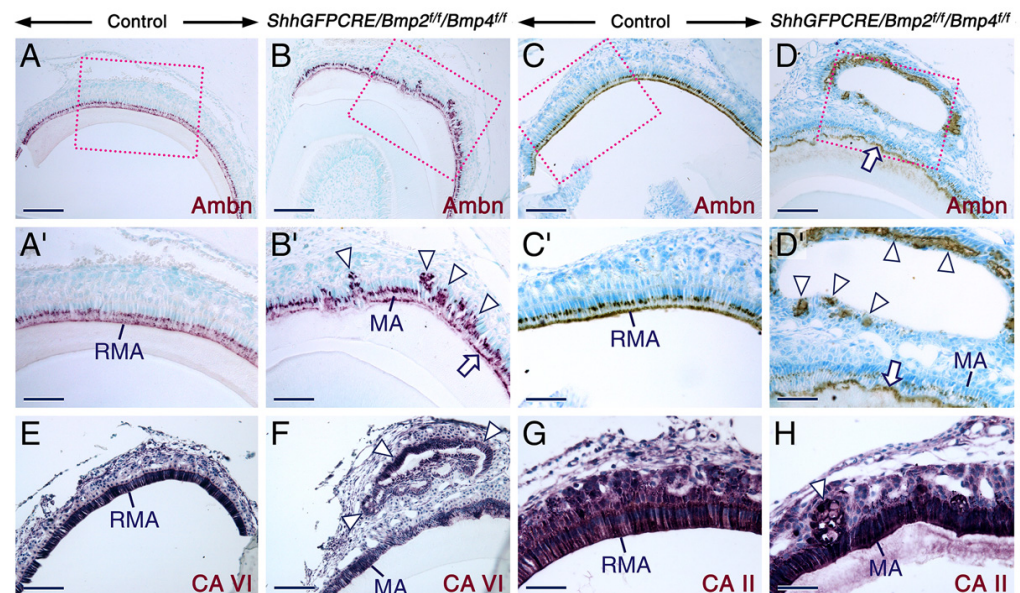 Control ShhGFPCRE/Bmp2f/f/Bmp4f/f Control ShhGFPCRE/Bmp2f/f/Bmp4f/f
A Ambn B Ambn C Ambn D Ambn
A' RMA B' MA C' RMA D' MA
E RMA CA VI F MA CA VI G RMA CA II H MA CA II